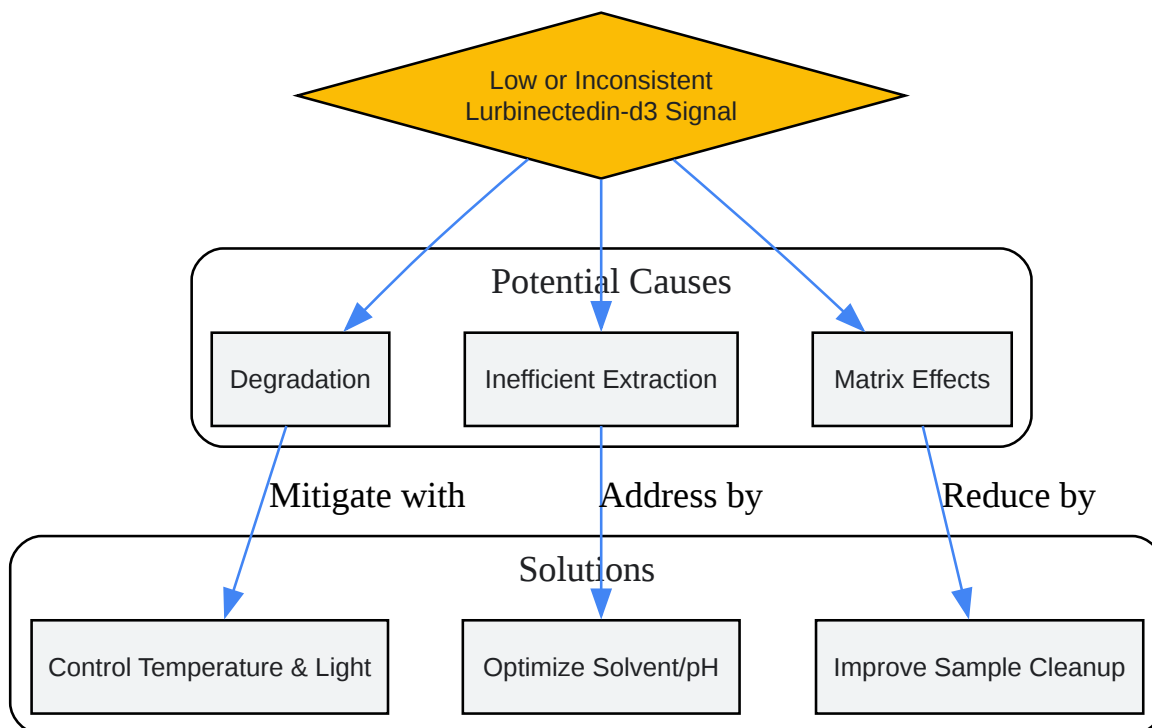 Low or Inconsistent
Lurbinectedin-d3 Signal
Potential Causes
Degradation
Inefficient Extraction
Matrix Effects
Mitigate with
Address by
Reduce by
Solutions
Control Temperature & Light
Optimize Solvent/pH
Improve Sample Cleanup